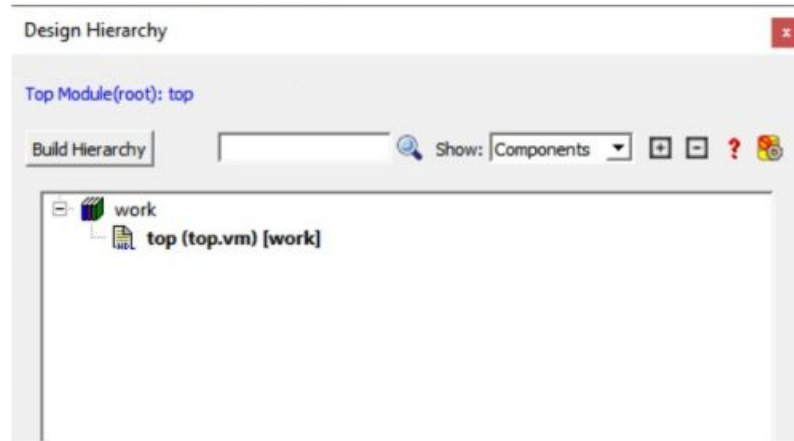 Design Hierarchy
Top Module(root): top
Build Hierarchy Show: Components
work
top (top.vm) [work]